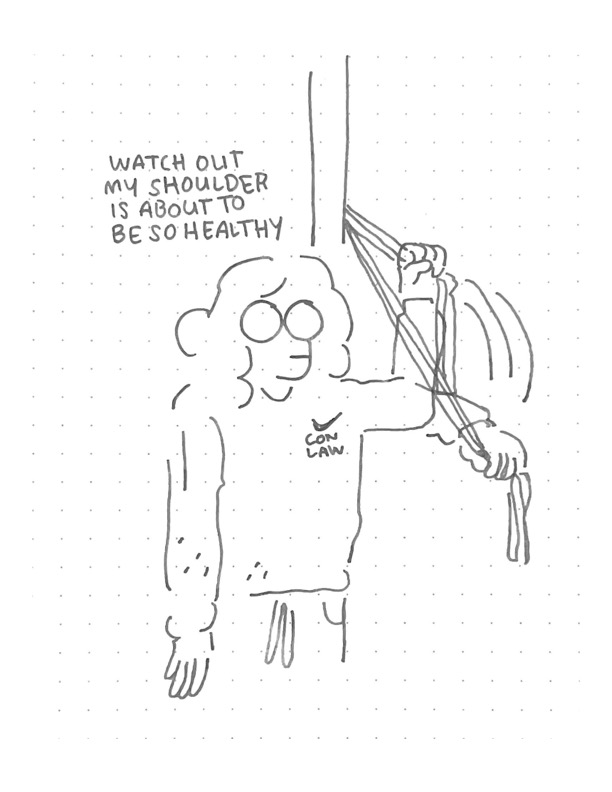 WATCH OUT
MY SHOULDER
IS ABOUT TO
BE SO HEALTHY
CON
LAW